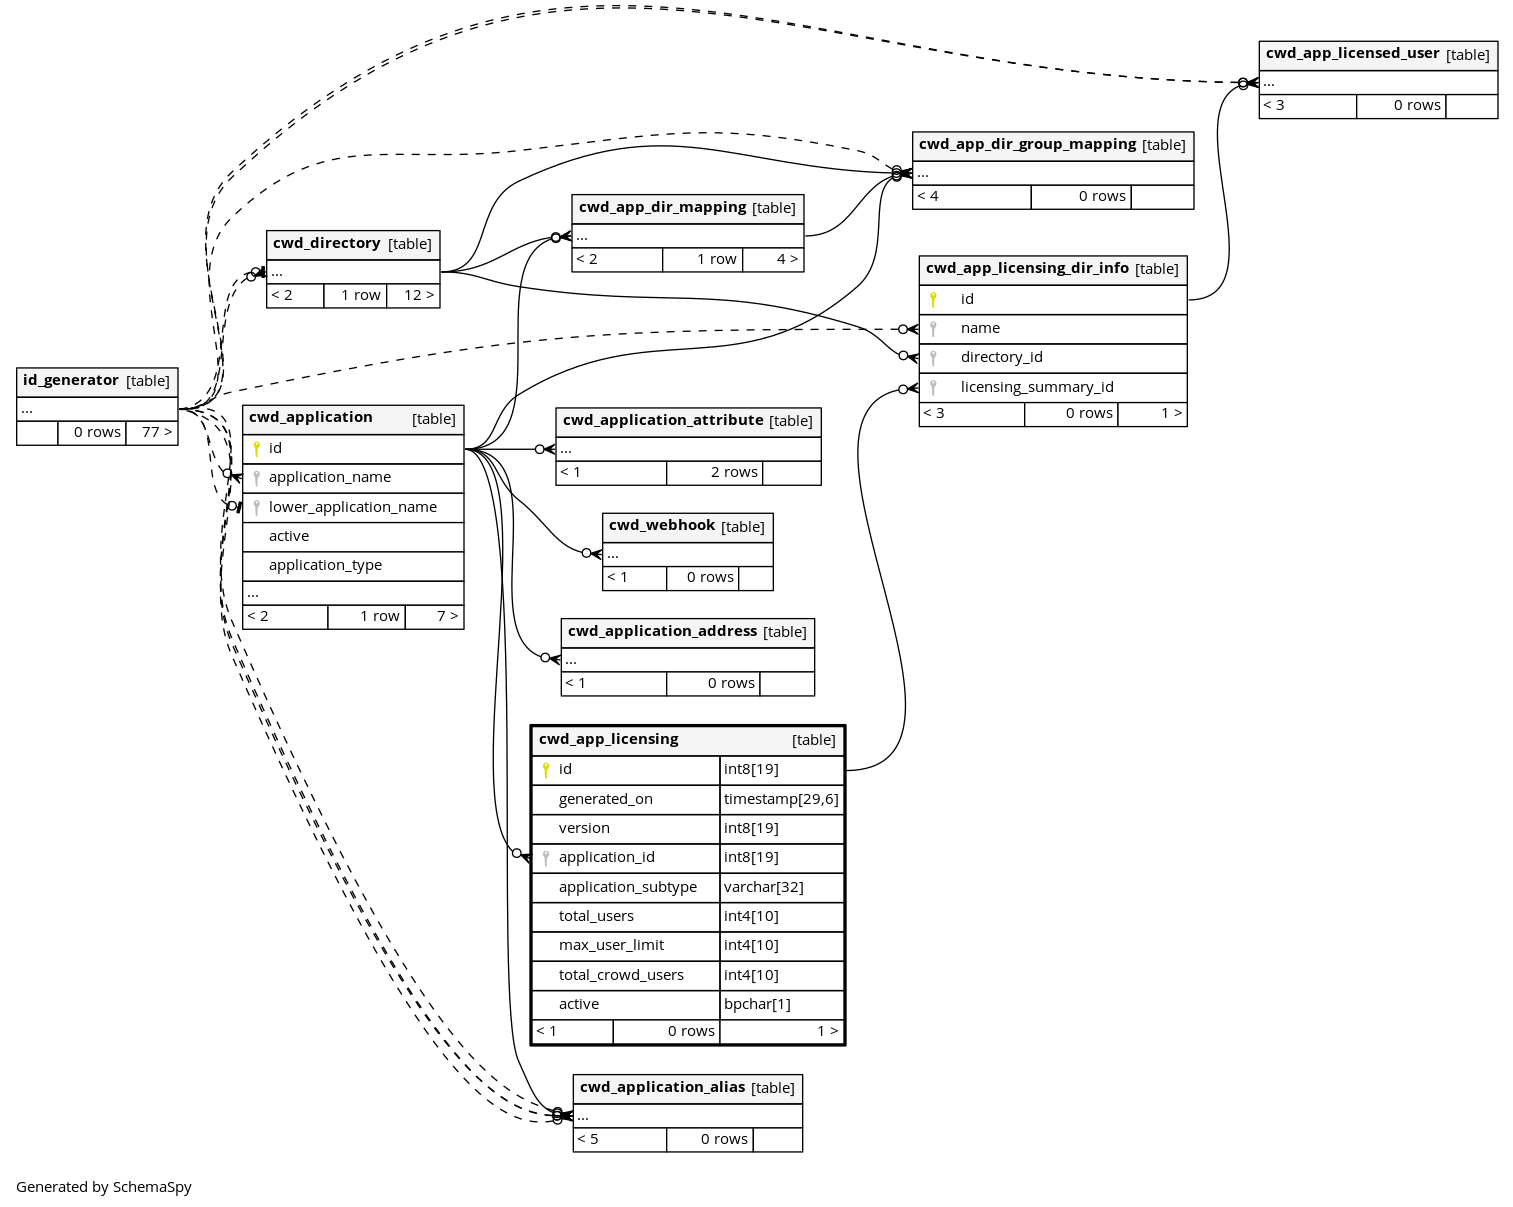 cwd_app_licensed_user [table]
...
< 3 0 rows
cwd_app_dir_group_mapping [table]
...
< 4 0 rows
cwd_app_dir_mapping [table]
...
< 2 1 row 4 >
cwd_directory [table]
...
< 2 1 row 12 >
cwd_app_licensing_dir_info [table]
id
name
directory_id
licensing_summary_id
< 3 0 rows 1 >
id_generator [table]
...
0 rows 77 >
cwd_application [table]
id
application_name
lower_application_name
active
application_type
...
< 2 1 row 7 >
cwd_application_attribute [table]
...
< 1 2 rows
cwd_webhook [table]
...
< 1 0 rows
cwd_application_address [table]
...
< 1 0 rows
cwd_app_licensing [table]
id int8[19]
generated_on timestamp[29,6]
version int8[19]
application_id int8[19]
application_subtype varchar[32]
total_users int4[10]
max_user_limit int4[10]
total_crowd_users int4[10]
active bpchar[1]
< 1 0 rows 1 >
cwd_application_alias [table]
...
< 5 0 rows
Generated by SchemaSpy